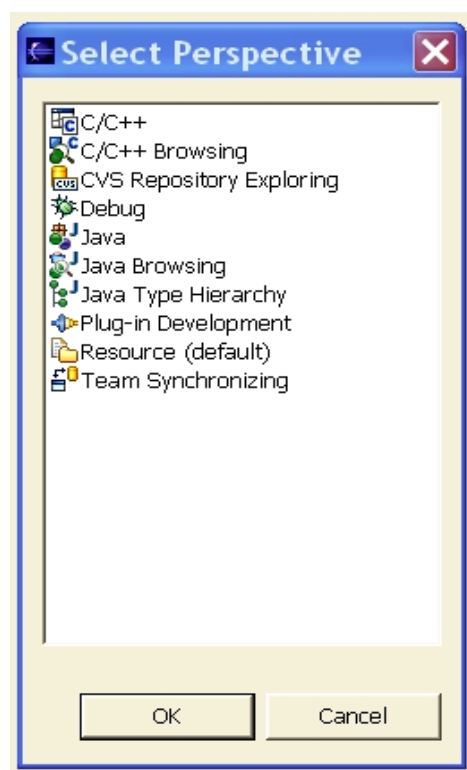 Select Perspective
C/C++
C/C++ Browsing
CVS Repository Exploring
Debug
Java
Java Browsing
Java Type Hierarchy
Plug-in Development
Resource (default)
Team Synchronizing
OK
Cancel